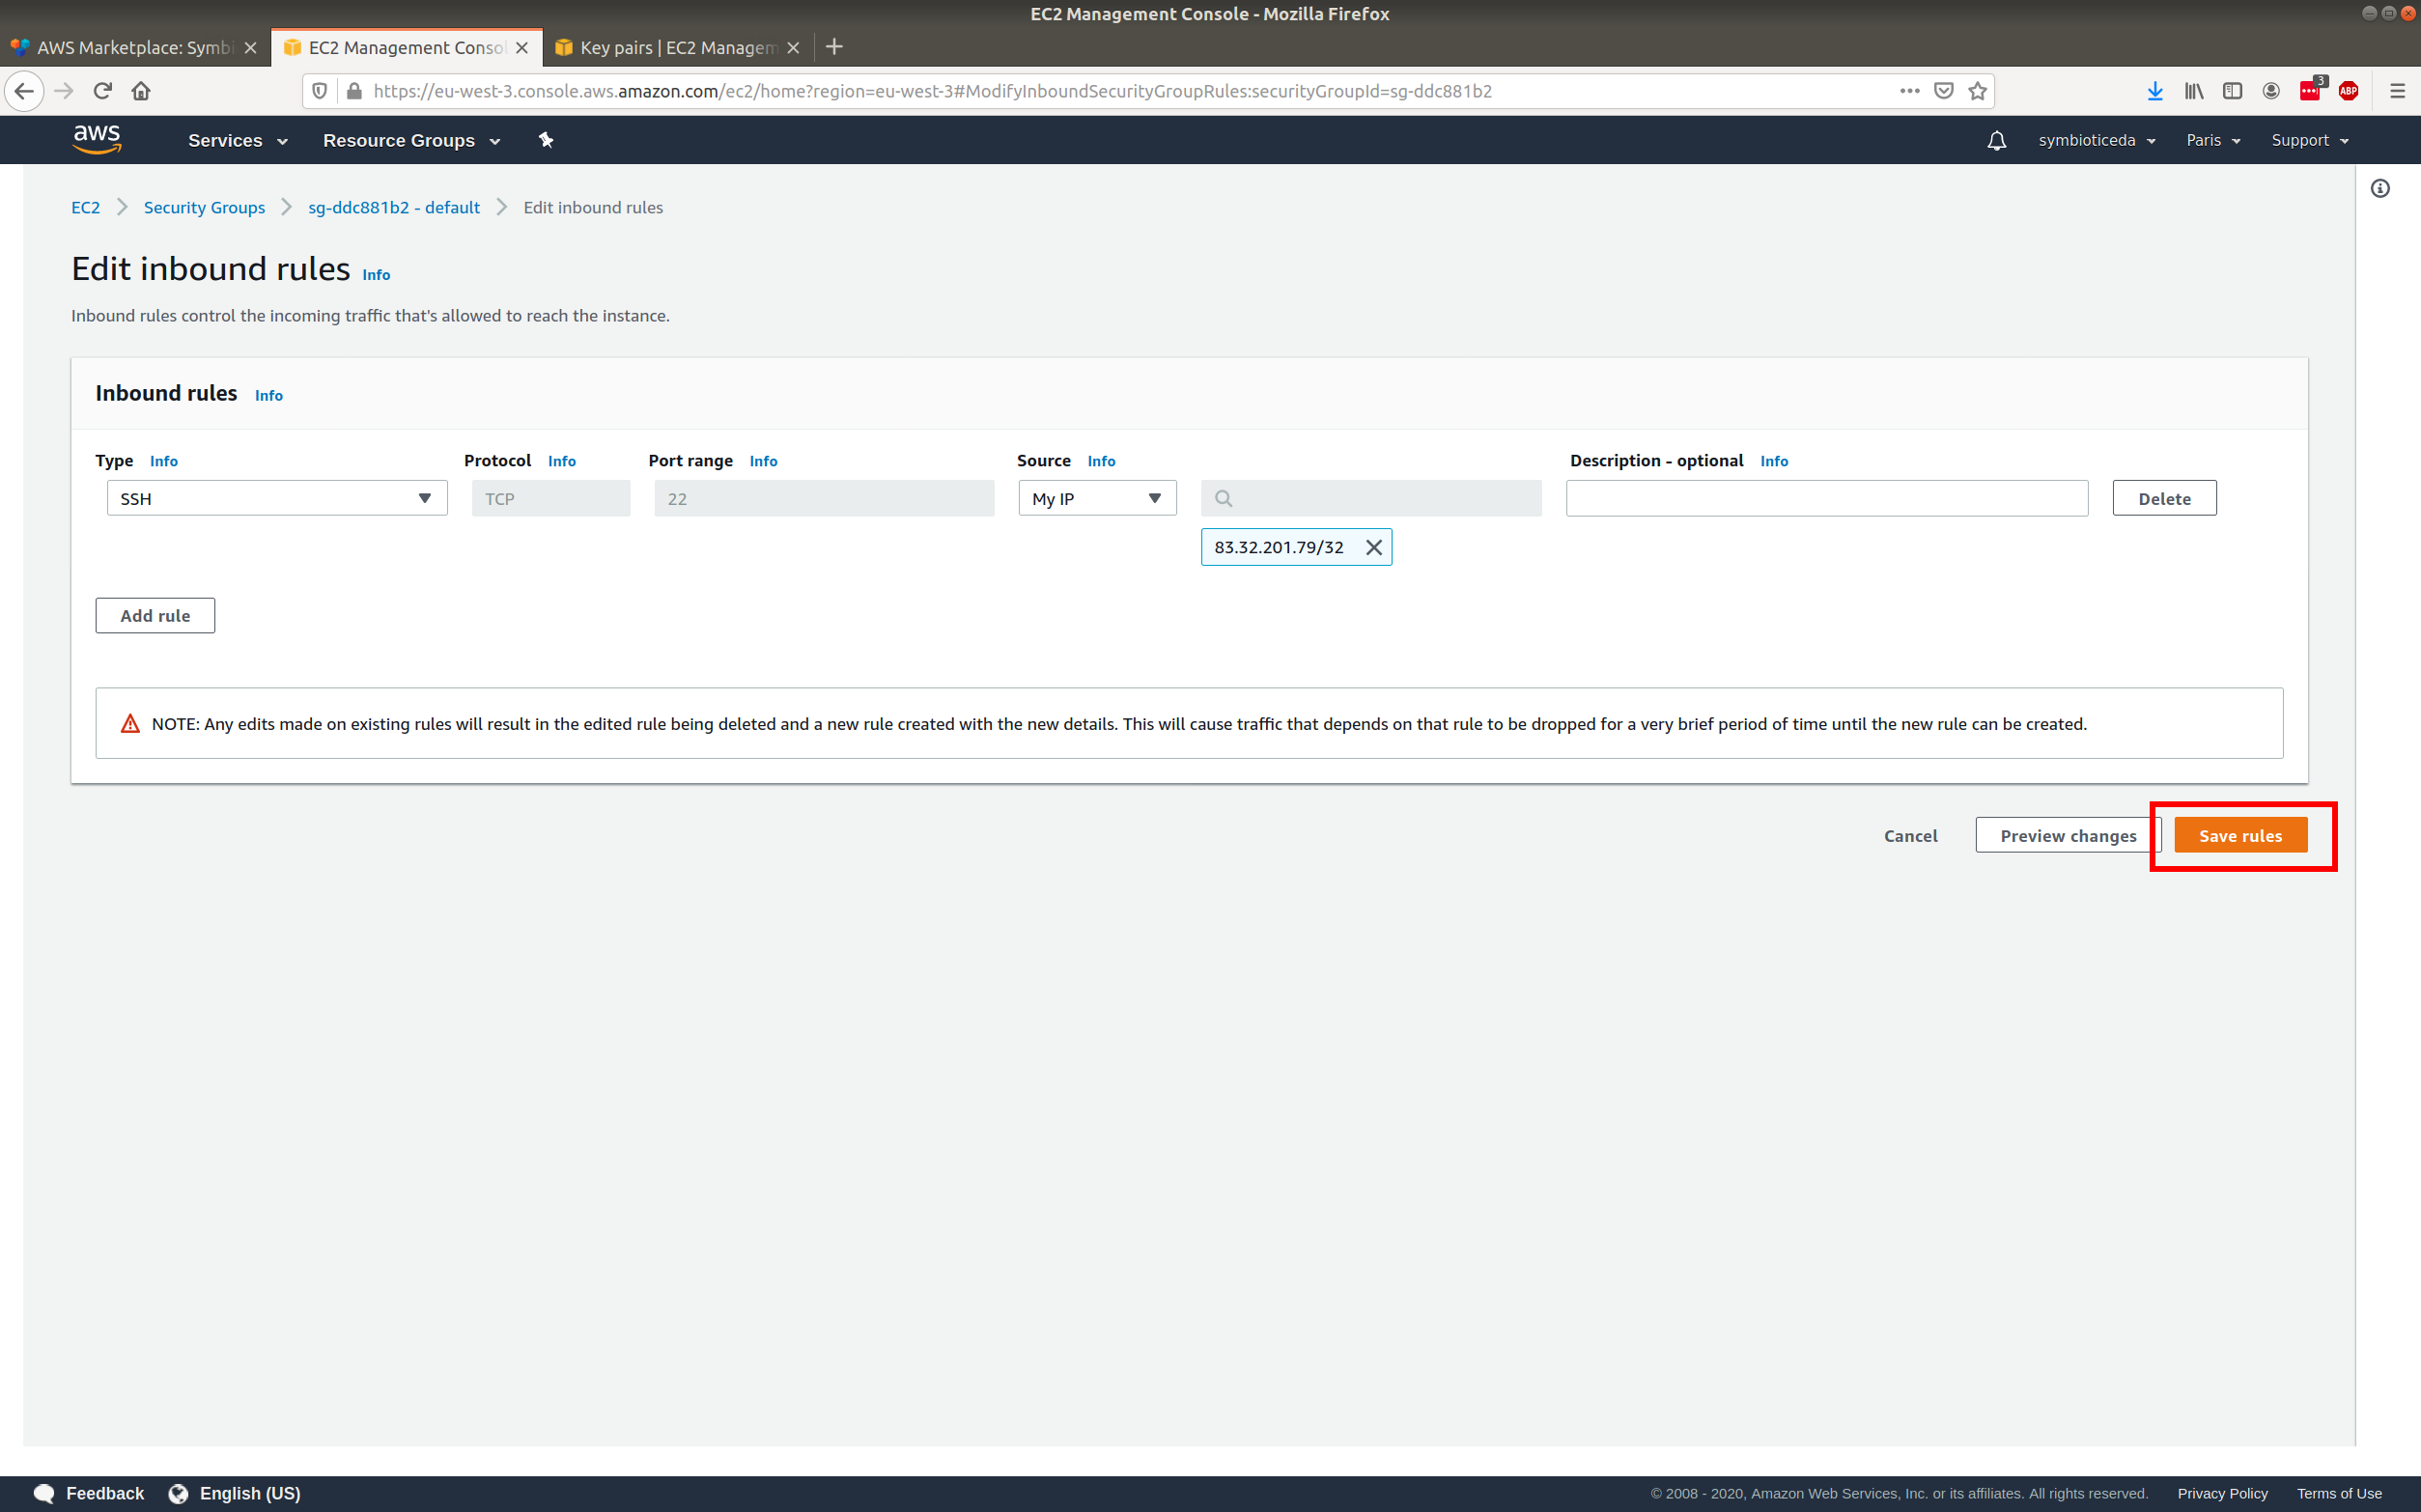 EC2 Management Console - Mozilla Firefox
AWS Marketplace: Symbi
EC2 Management Consol
Key pairs | EC2 Managem
https://eu-west-3.console.aws.amazon.com/ec2/home?region=eu-west-3#ModifyInboundSecurityGroupRules:securityGroupId=sg-ddc881b2
3
ABP
aws Services Resource Groups symbioticeda Paris Support
EC2 > Security Groups > sg-ddc881b2 - default > Edit inbound rules
Edit inbound rules Info
Inbound rules control the incoming traffic that's allowed to reach the instance.
Inbound rules Info
Type Info Protocol Info Port range Info Source Info Description - optional Info
SSH TCP 22 My IP Delete
83.32.201.79/32
Add rule
NOTE: Any edits made on existing rules will result in the edited rule being deleted and a new rule created with the new details. This will cause traffic that depends on that rule to be dropped for a very brief period of time until the new rule can be created.
Cancel Preview changes Save rules
Feedback English (US) © 2008 - 2020, Amazon Web Services, Inc. or its affiliates. All rights reserved. Privacy Policy Terms of Use